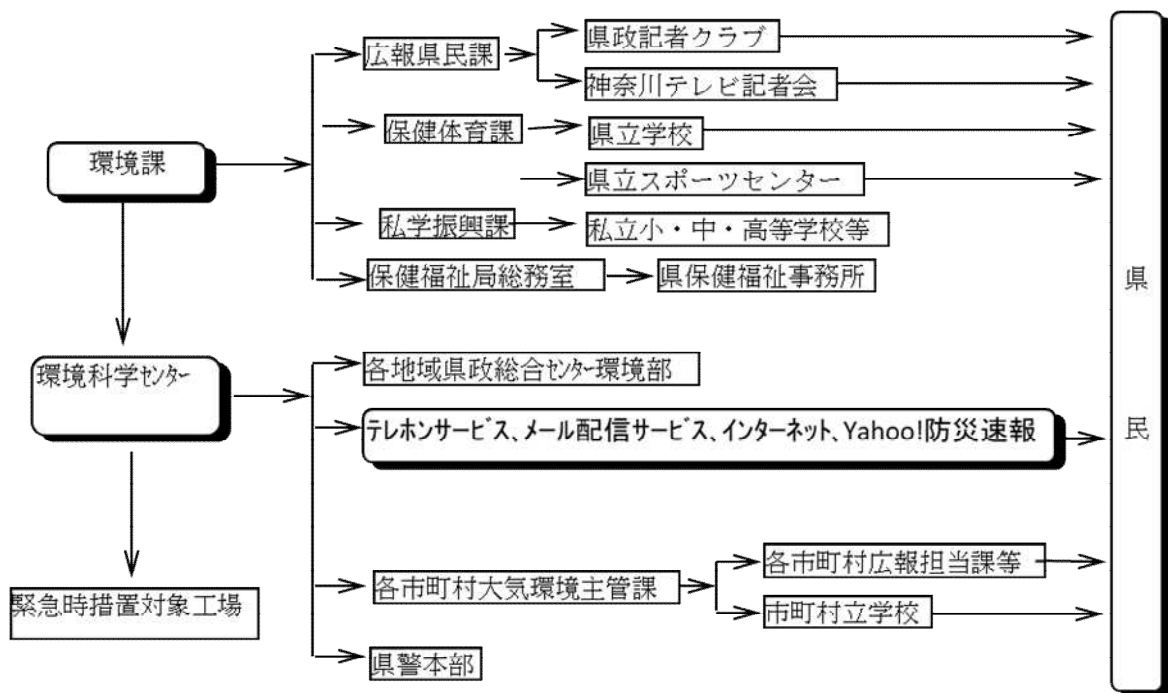 広報県民課
県政記者クラブ
神奈川テレビ記者会
保健体育課
県立学校
環境課
県立スポーツセンター
私学振興課
私立小・中・高等学校等
保健福祉局総務室
県保健福祉事務所
環境科学ｾﾝﾀｰ
各地域県政総合ｾﾝﾀｰ環境部
ﾃﾚﾎﾝｻｰﾋﾞｽ､ﾒｰﾙ配信ｻｰﾋﾞｽ､ｲﾝﾀｰﾈｯﾄ､Yahoo!防災速報
各市町村大気環境主管課
各市町村広報担当課等
市町村立学校
緊急時措置対象工場
県警本部
県民